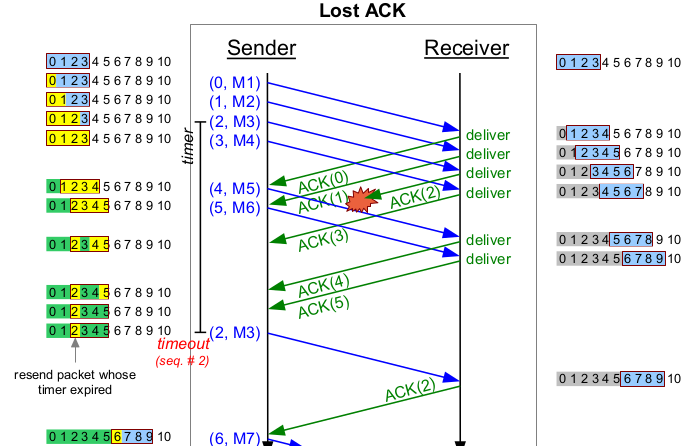 Lost ACK
Sender Receiver
0 1 2 3 4 5 6 7 8 9 10
0 1 2 3 4 5 6 7 8 9 10
0 1 2 3 4 5 6 7 8 9 10
0 1 2 3 4 5 6 7 8 9 10
0 1 2 3 4 5 6 7 8 9 10
0 1 2 3 4 5 6 7 8 9 10
0 1 2 3 4 5 6 7 8 9 10
0 1 2 3 4 5 6 7 8 9 10
0 1 2 3 4 5 6 7 8 9 10
0 1 2 3 4 5 6 7 8 9 10
0 1 2 3 4 5 6 7 8 9 10
resend packet whose
timer expired
0 1 2 3 4 5 6 7 8 9 10
timer
(0, M1)
(1, M2)
(2, M3)
(3, M4)
(4, M5)
(5, M6)
(2, M3)
timeout
(seq. # 2)
(6, M7)
ACK(0)
ACK(1)
ACK(2)
ACK(3)
ACK(4)
ACK(5)
ACK(2)
deliver
deliver
deliver
deliver
deliver
deliver
0 1 2 3 4 5 6 7 8 9 10
0 1 2 3 4 5 6 7 8 9 10
0 1 2 3 4 5 6 7 8 9 10
0 1 2 3 4 5 6 7 8 9 10
0 1 2 3 4 5 6 7 8 9 10
0 1 2 3 4 5 6 7 8 9 10
0 1 2 3 4 5 6 7 8 9 10
0 1 2 3 4 5 6 7 8 9 10